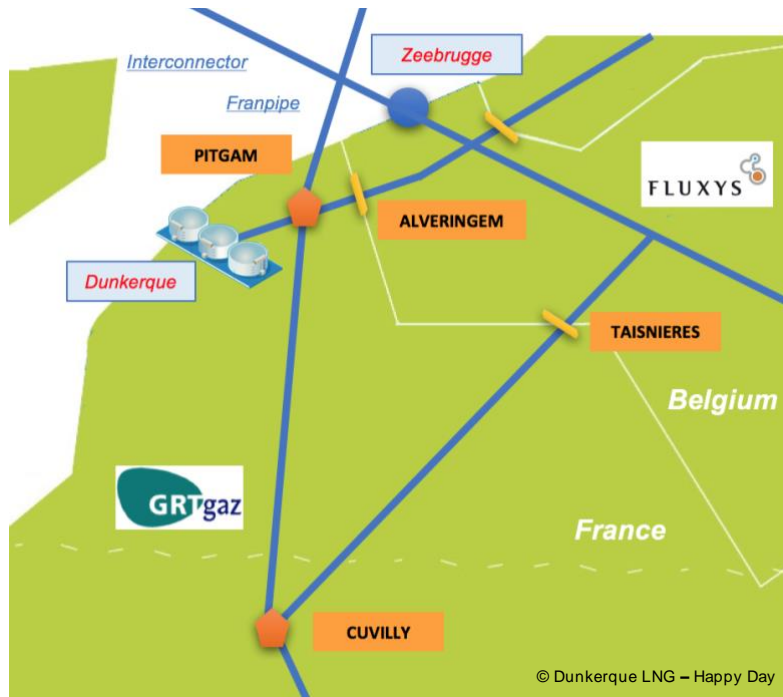 Interconnector
Zeebrugge
Franpipe
PITGAM
FLUXYS
ALVERINGEM
Dunkerque
TAISNIERES
Belgium
GRTgaz
France
CUVILLY
© Dunkerque LNG – Happy Day